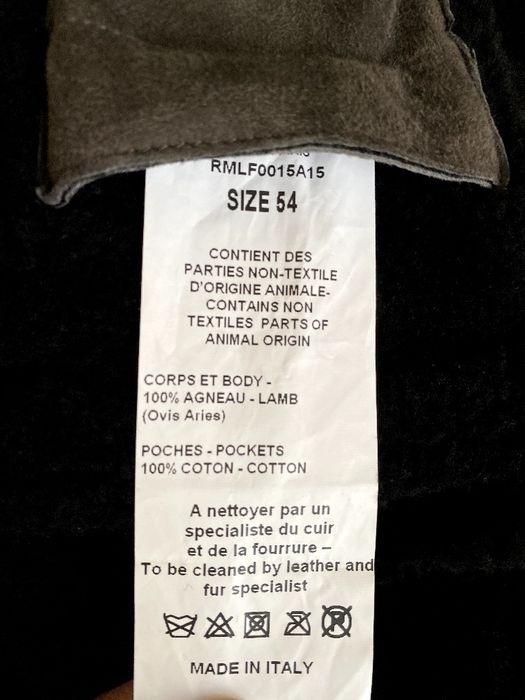 RMLF0015A15
SIZE 54
CONTIENT DES
PARTIES NON-TEXTILE
D'ORIGINE ANIMALE-
CONTAINS NON
TEXTILES PARTS OF
ANIMAL ORIGIN
CORPS ET BODY -
100% AGNEAU - LAMB
(Ovis Aries)
POCHES - POCKETS
100% COTON - COTTON
A nettoyer par un
specialiste du cuir
et de la fourrure –
To be cleaned by leather and
fur specialist
MADE IN ITALY